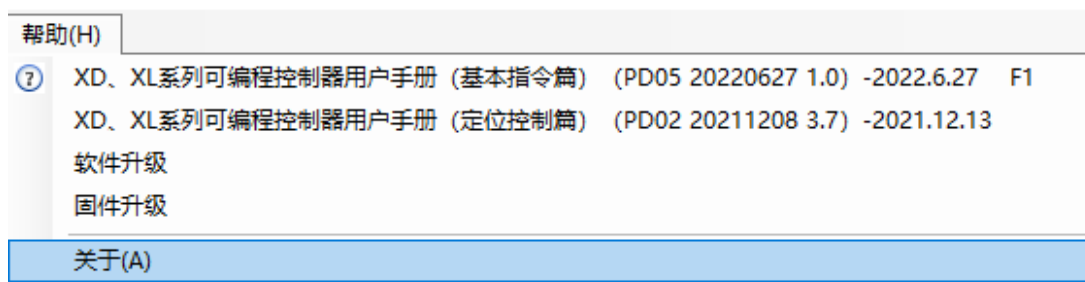 帮助(H)
? XD、XL系列可编程控制器用户手册（基本指令篇）（PD05 20220627 1.0）-2022.6.27 F1
XD、XL系列可编程控制器用户手册（定位控制篇）（PD02 20211208 3.7）-2021.12.13
软件升级
固件升级
关于(A)